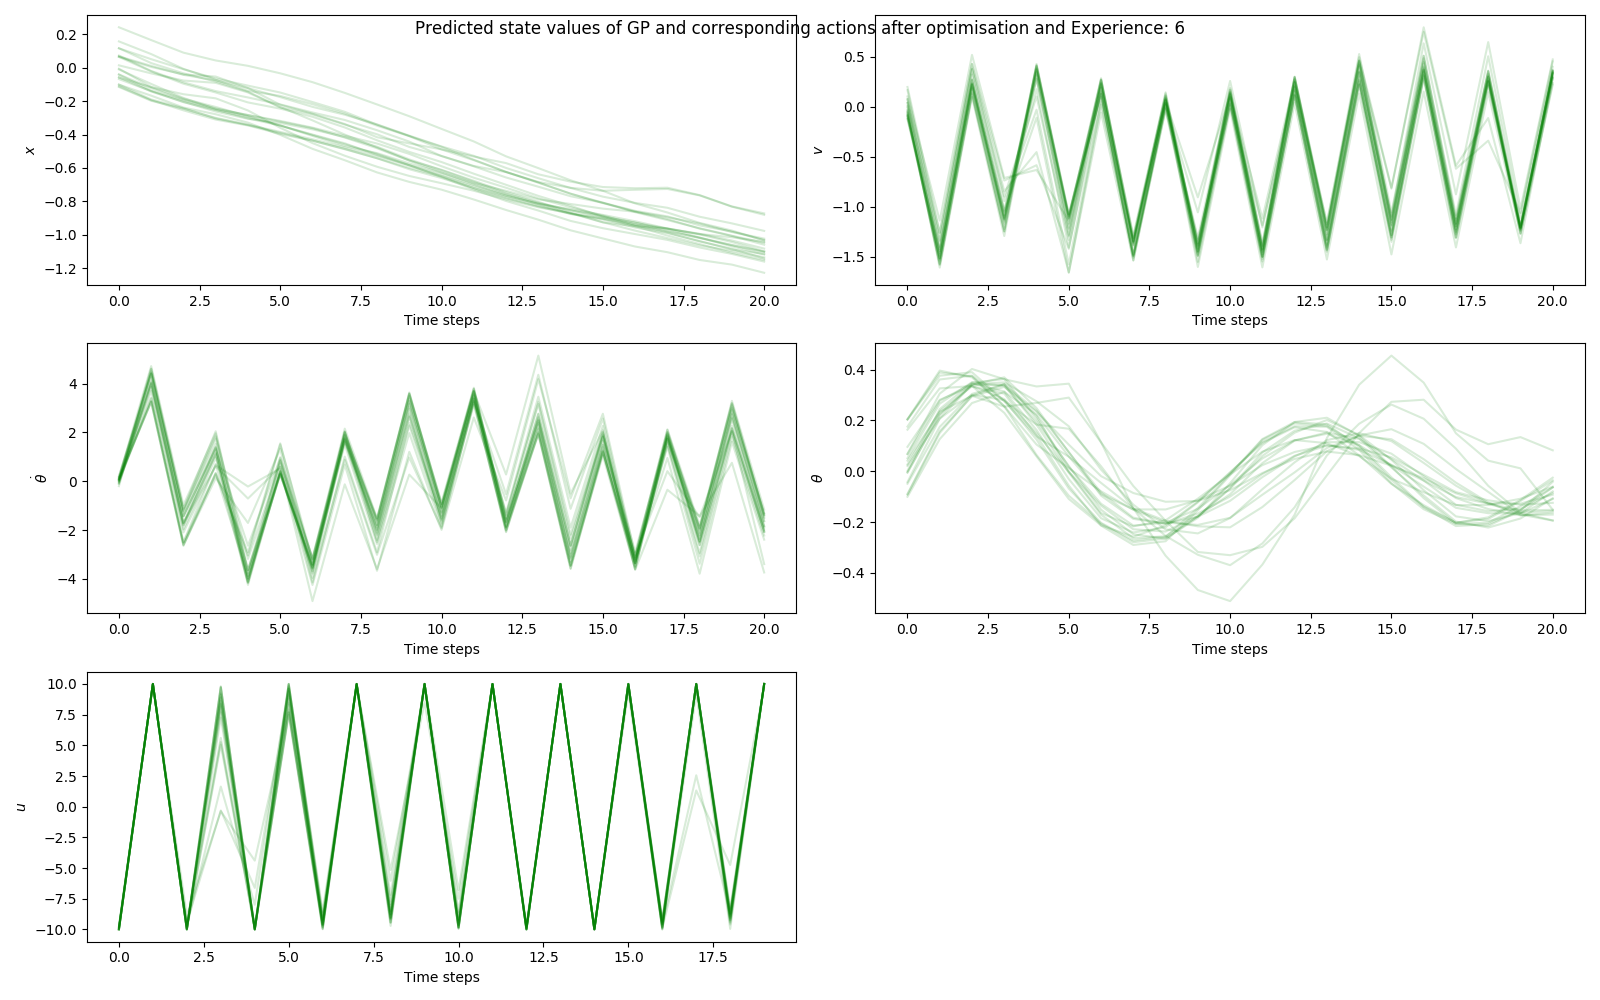 Predicted state values of GP and corresponding actions after optimisation and Experience: 6
0.2
0.0
−0.2
−0.4
−0.6
−0.8
−1.0
−1.2
x
0.0 2.5 5.0 7.5 10.0 12.5 15.0 17.5 20.0
Time steps
0.5
0.0
−0.5
−1.0
−1.5
v
0.0 2.5 5.0 7.5 10.0 12.5 15.0 17.5 20.0
Time steps
4
2
0
−2
−4
θ̇
0.0 2.5 5.0 7.5 10.0 12.5 15.0 17.5 20.0
Time steps
0.4
0.2
0.0
−0.2
−0.4
θ
0.0 2.5 5.0 7.5 10.0 12.5 15.0 17.5 20.0
Time steps
10.0
7.5
5.0
2.5
0.0
−2.5
−5.0
−7.5
−10.0
u
0.0 2.5 5.0 7.5 10.0 12.5 15.0 17.5
Time steps